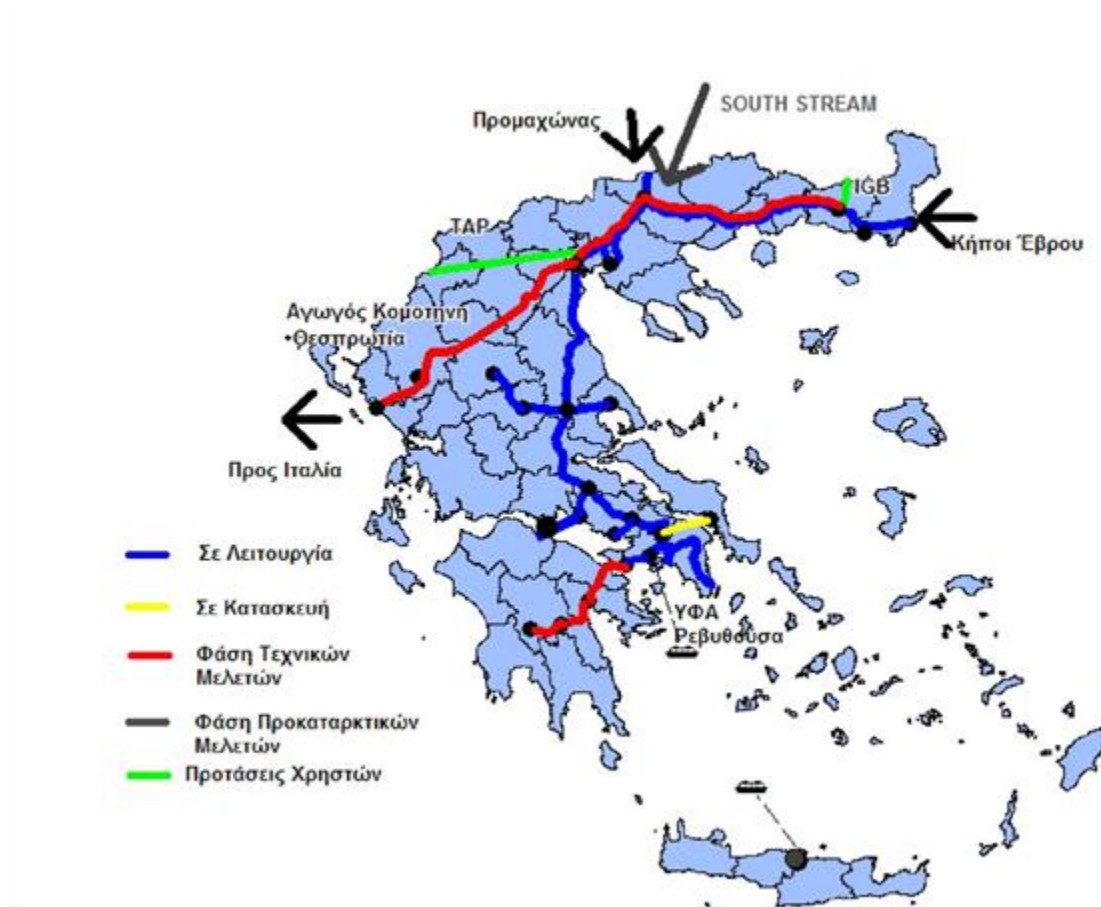 SOUTH STREAM
Προμαχώνας
IGB
TAP
Κήποι Έβρου
Αγωγός Κομοτηνή
-Θεσπρωτία
Προς Ιταλία
Σε Λειτουργία
Σε Κατασκευή
Φάση Τεχνικών
Μελετών
Φάση Προκαταρκτικών
Μελετών
Προτάσεις Χρηστών
ΥΦΑ
Ρεβυθούσα